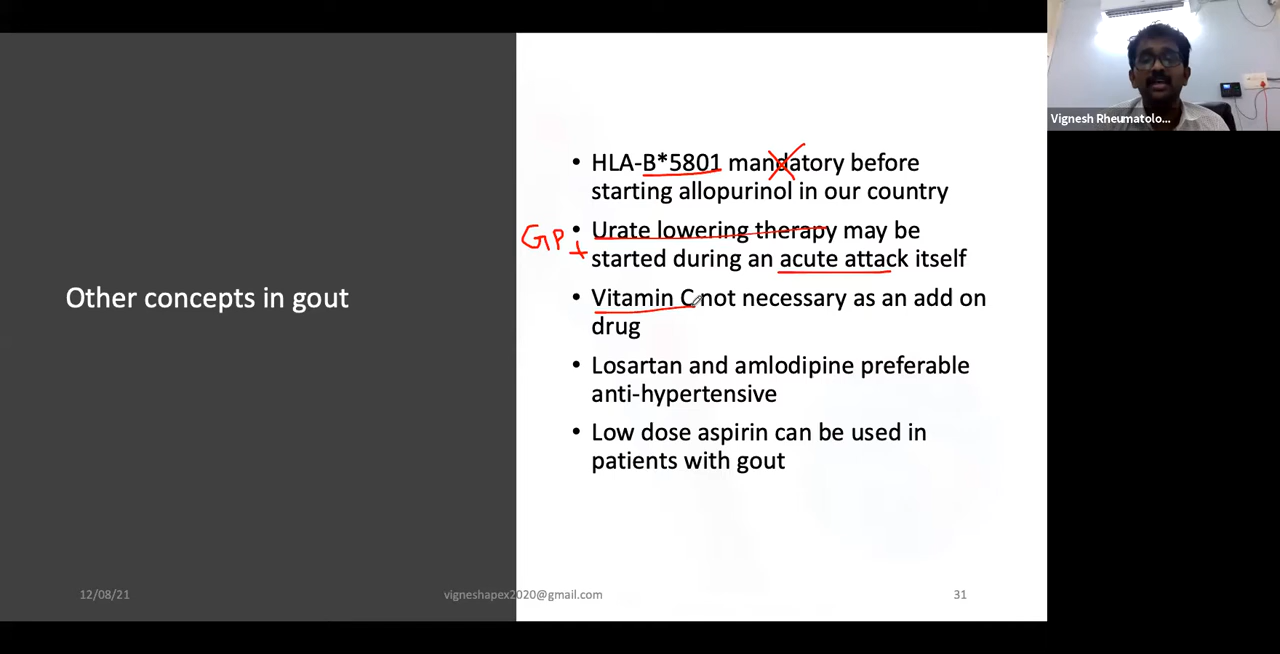 Vignesh Rheumatolo...
• HLA-B*5801 mandatory before
starting allopurinol in our country
GP +
• Urate lowering therapy may be
started during an acute attack itself
• Vitamin C not necessary as an add on
drug
Other concepts in gout
• Losartan and amlodipine preferable
anti-hypertensive
• Low dose aspirin can be used in
patients with gout
12/08/21
vigneshapex2020@gmail.com
31